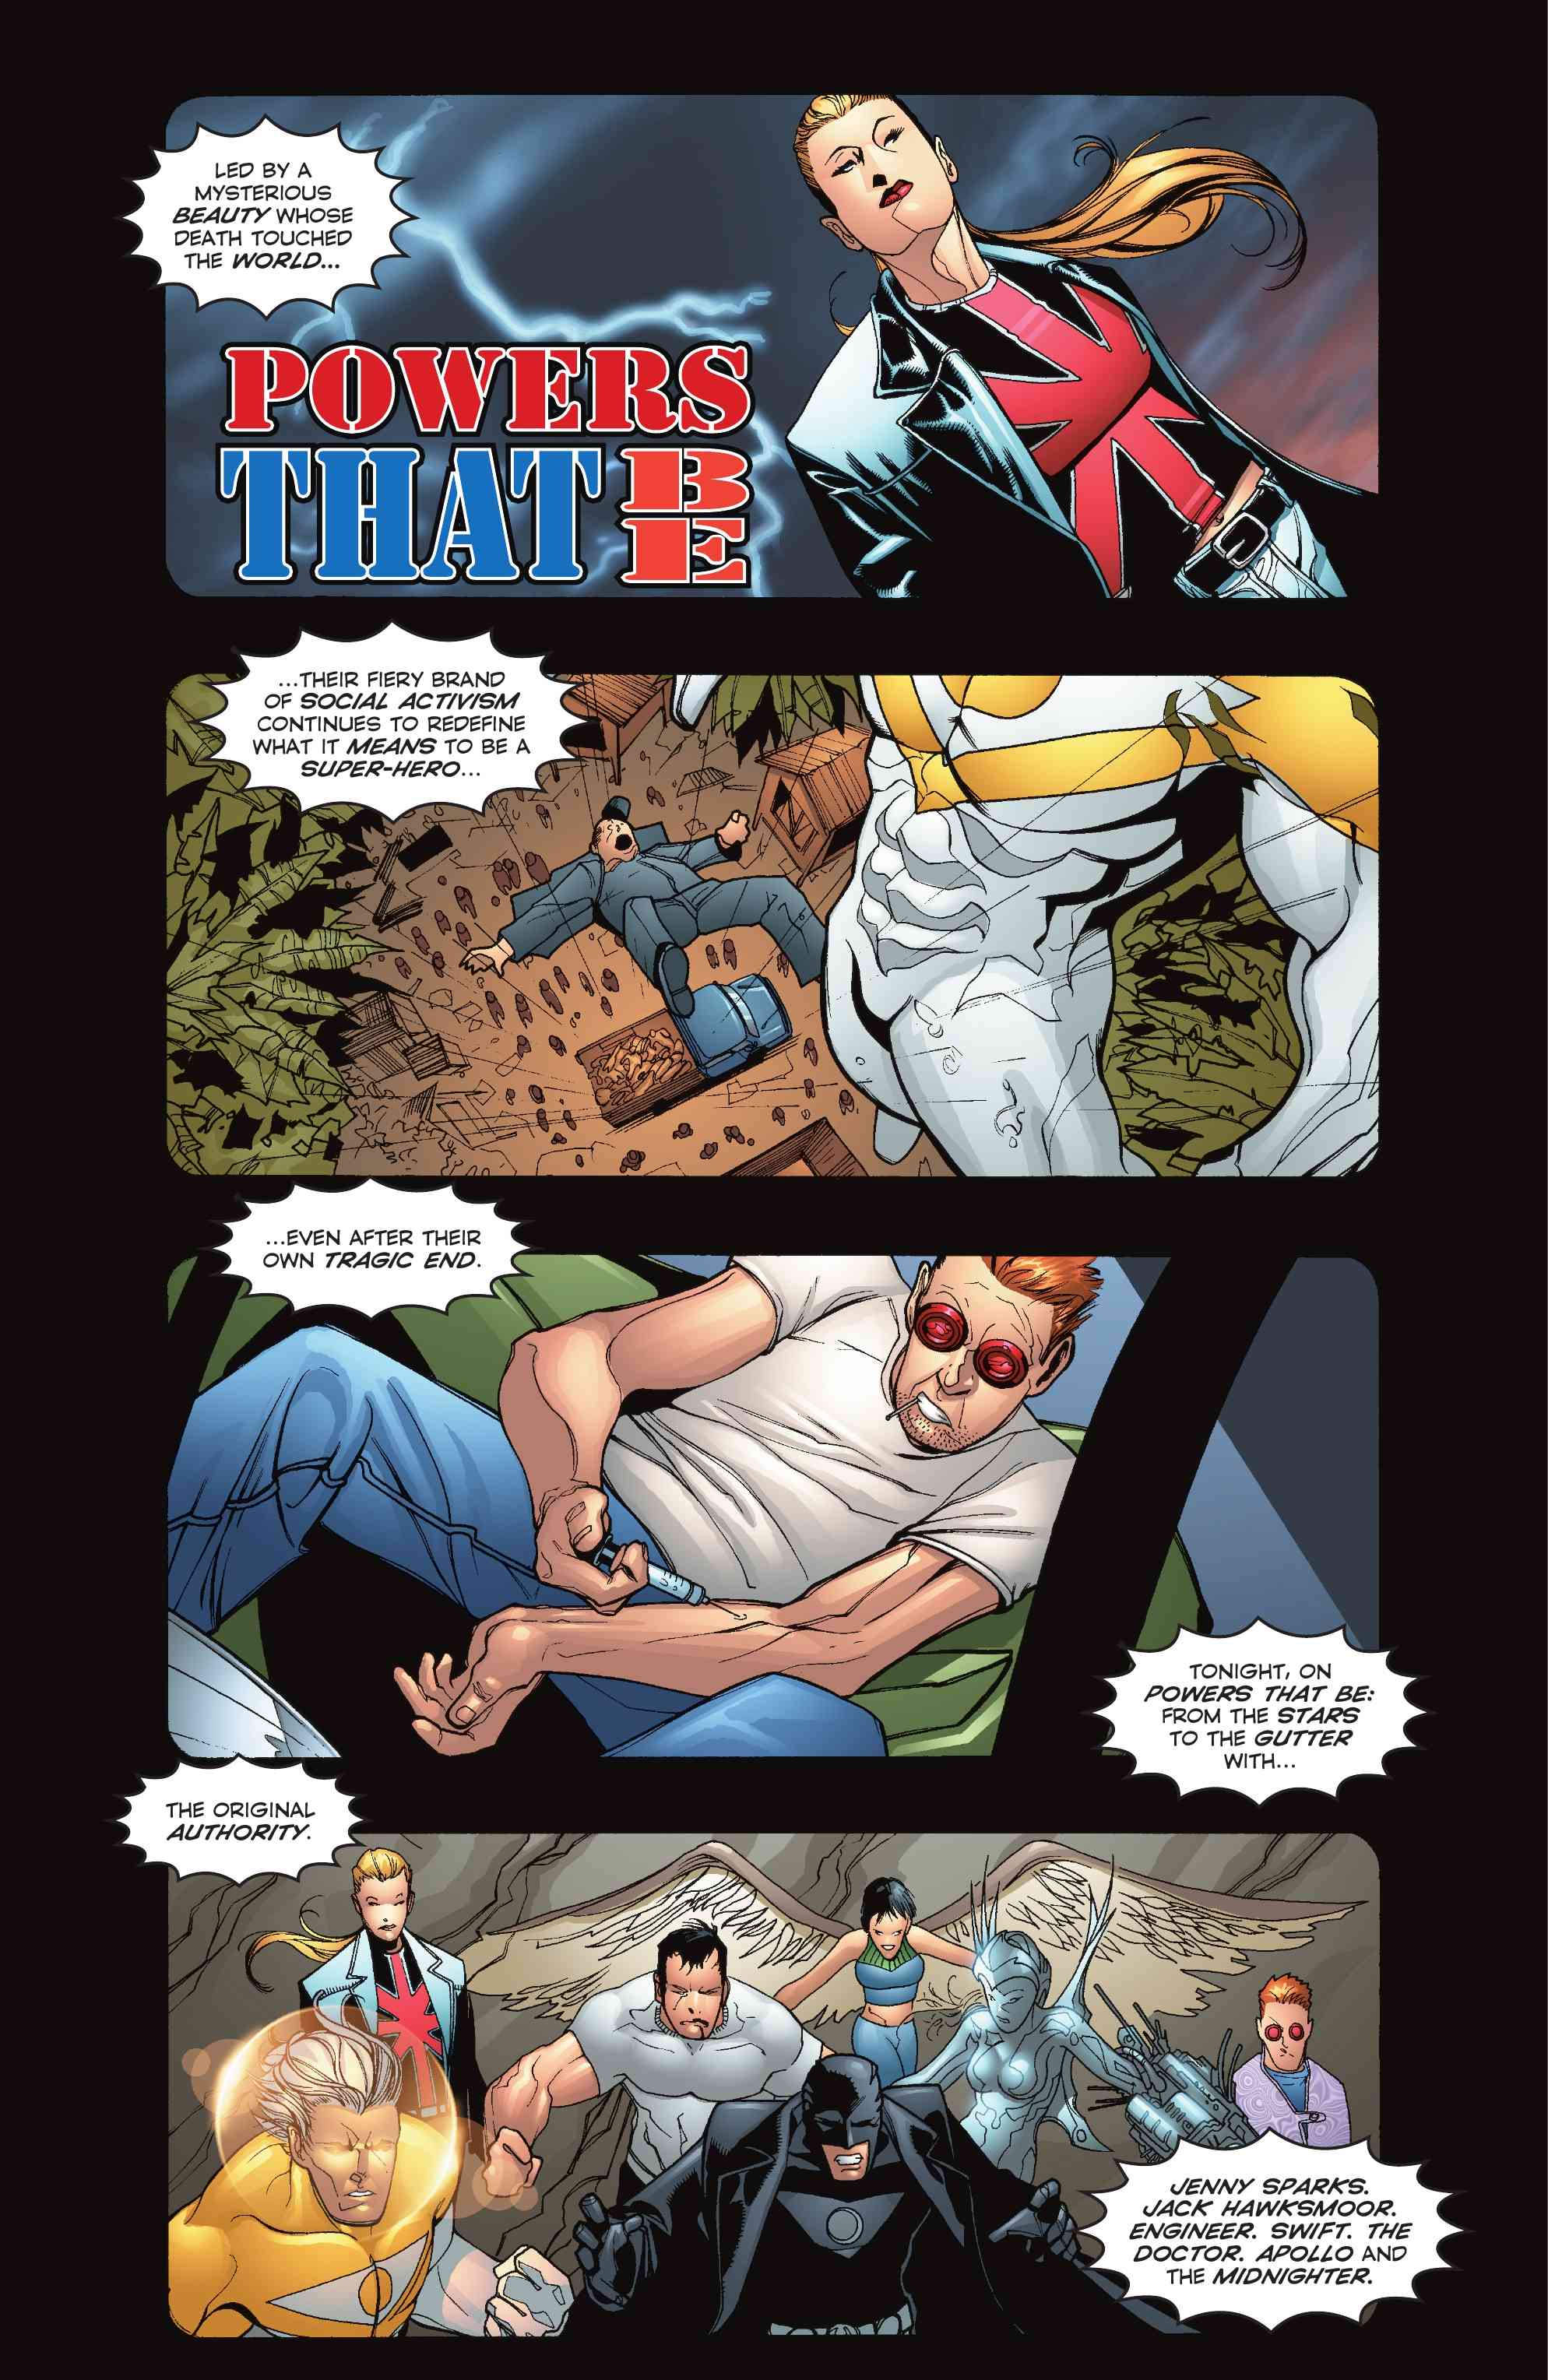 LED BY A
MYSTERIOUS
BEAUTY WHOSE
DEATH TOUCHED
THE WORLD...
POWERS
THAT BE
...THEIR FIERY BRAND
OF SOCIAL ACTIVISM
CONTINUES TO REDEFINE
WHAT IT MEANS TO BE A
SUPER-HERO...
...EVEN AFTER THEIR
OWN TRAGIC END.
TONIGHT, ON
POWERS THAT BE:
FROM THE STARS
TO THE GUTTER
WITH...
THE ORIGINAL
AUTHORITY.
JENNY SPARKS.
JACK HAWKSMOOR.
ENGINEER. SWIFT. THE
DOCTOR. APOLLO AND
THE MIDNIGHTER.